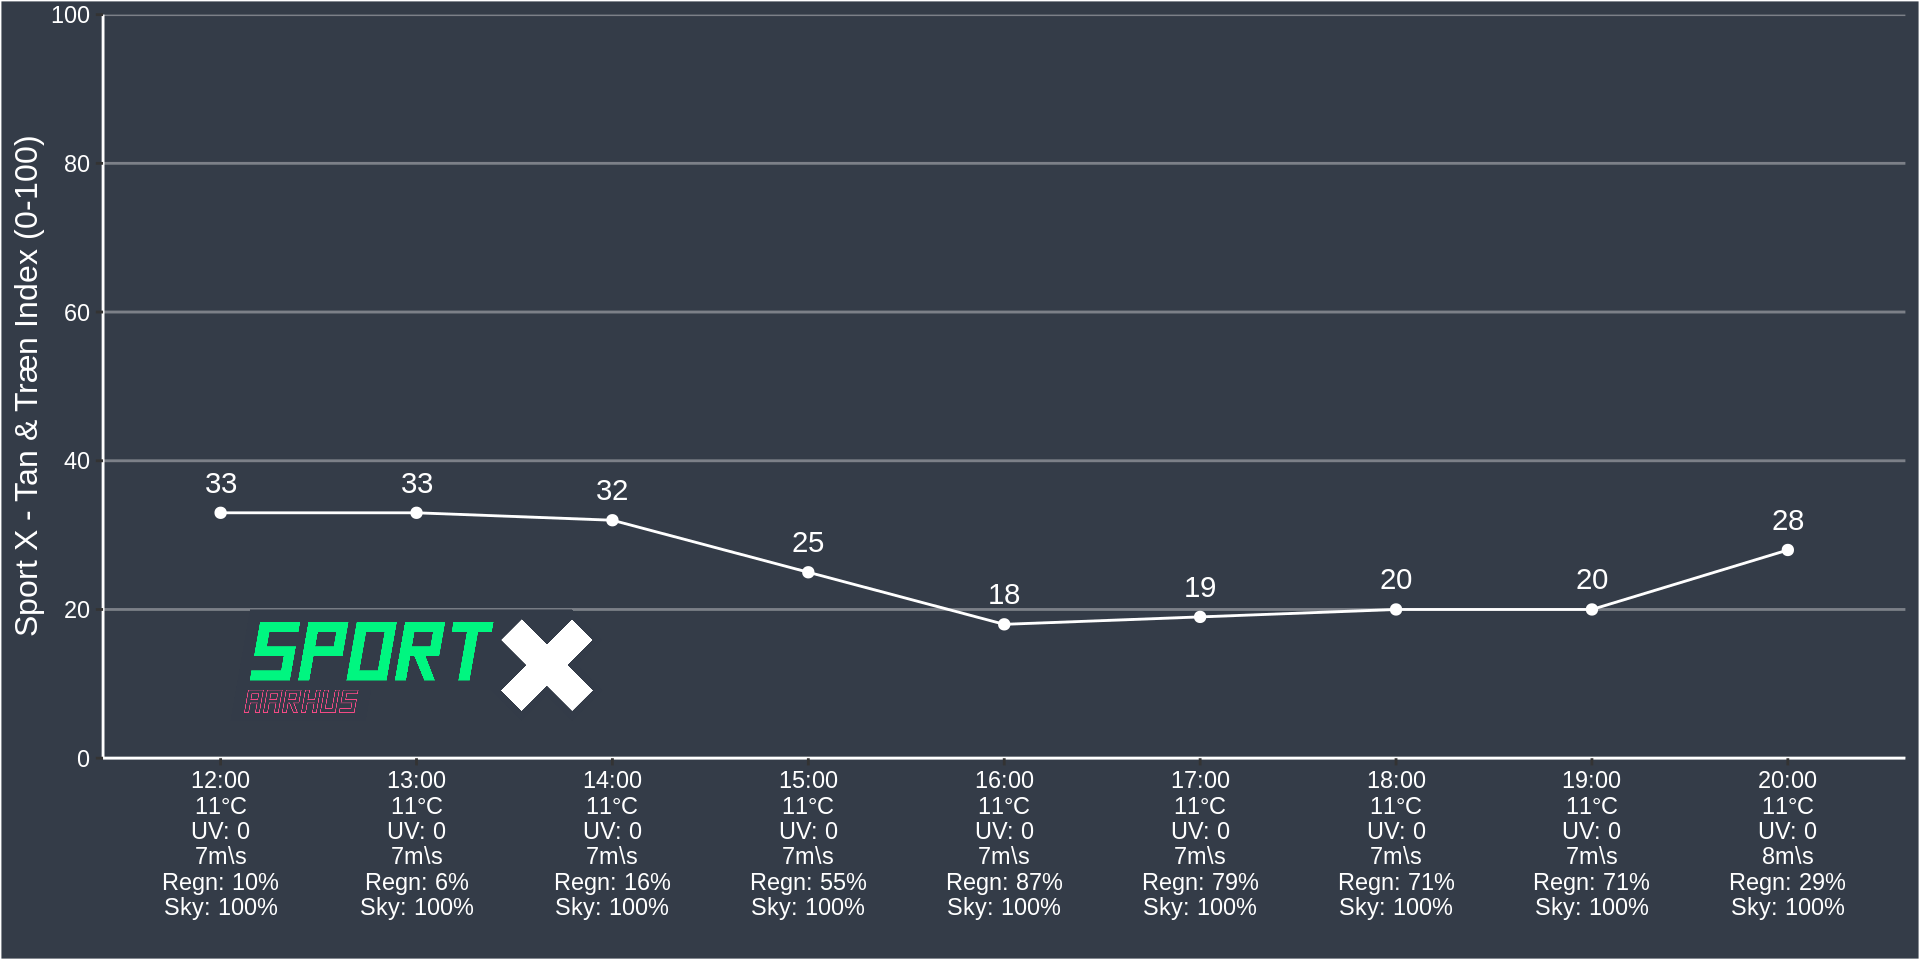 Sport X - Tan & Træn Index (0-100)
100
80
60
40
20
0
33
33
32
25
18
19
20
20
28
SPORT X
AARHUS
12:00
11°C
UV: 0
7m\s
Regn: 10%
Sky: 100%
13:00
11°C
UV: 0
7m\s
Regn: 6%
Sky: 100%
14:00
11°C
UV: 0
7m\s
Regn: 16%
Sky: 100%
15:00
11°C
UV: 0
7m\s
Regn: 55%
Sky: 100%
16:00
11°C
UV: 0
7m\s
Regn: 87%
Sky: 100%
17:00
11°C
UV: 0
7m\s
Regn: 79%
Sky: 100%
18:00
11°C
UV: 0
7m\s
Regn: 71%
Sky: 100%
19:00
11°C
UV: 0
7m\s
Regn: 71%
Sky: 100%
20:00
11°C
UV: 0
8m\s
Regn: 29%
Sky: 100%